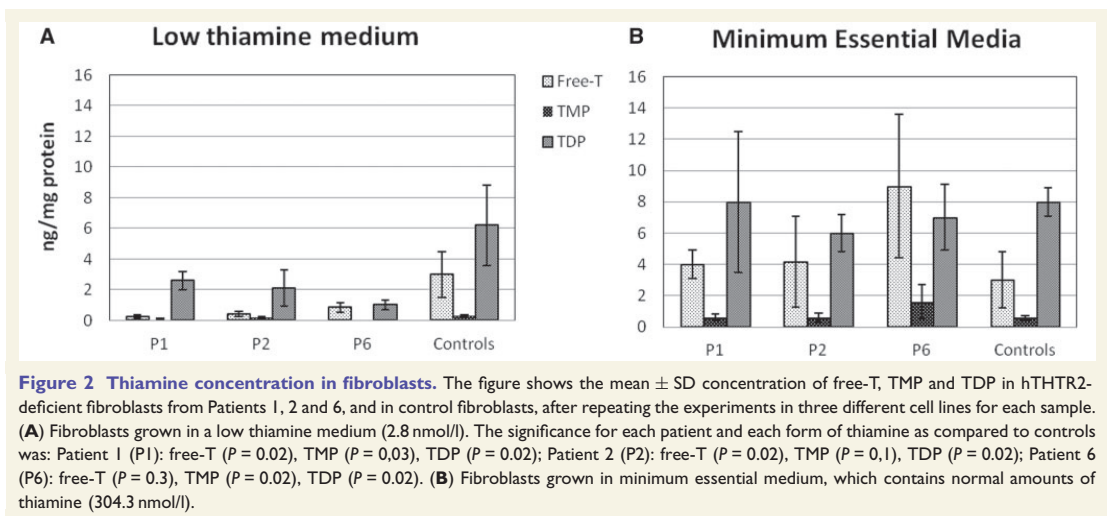 A
Low thiamine medium
ng/mg protein
16
14
12
10
8
6
4
2
0
P1
P2
P6
Controls
Free-T
TMP
TDP
B
Minimum Essential Media
16
14
12
10
8
6
4
2
0
P1
P2
P6
Controls
Figure 2 Thiamine concentration in fibroblasts. The figure shows the mean ± SD concentration of free-T, TMP and TDP in hTHTR2-
deficient fibroblasts from Patients 1, 2 and 6, and in control fibroblasts, after repeating the experiments in three different cell lines for each sample.
(A) Fibroblasts grown in a low thiamine medium (2.8 nmol/l). The significance for each patient and each form of thiamine as compared to controls
was: Patient 1 (P1): free-T (P = 0.02), TMP (P = 0,03), TDP (P = 0.02); Patient 2 (P2): free-T (P = 0.02), TMP (P = 0,1), TDP (P = 0.02); Patient 6
(P6): free-T (P = 0.3), TMP (P = 0.02), TDP (P = 0.02). (B) Fibroblasts grown in minimum essential medium, which contains normal amounts of
thiamine (304.3 nmol/l).